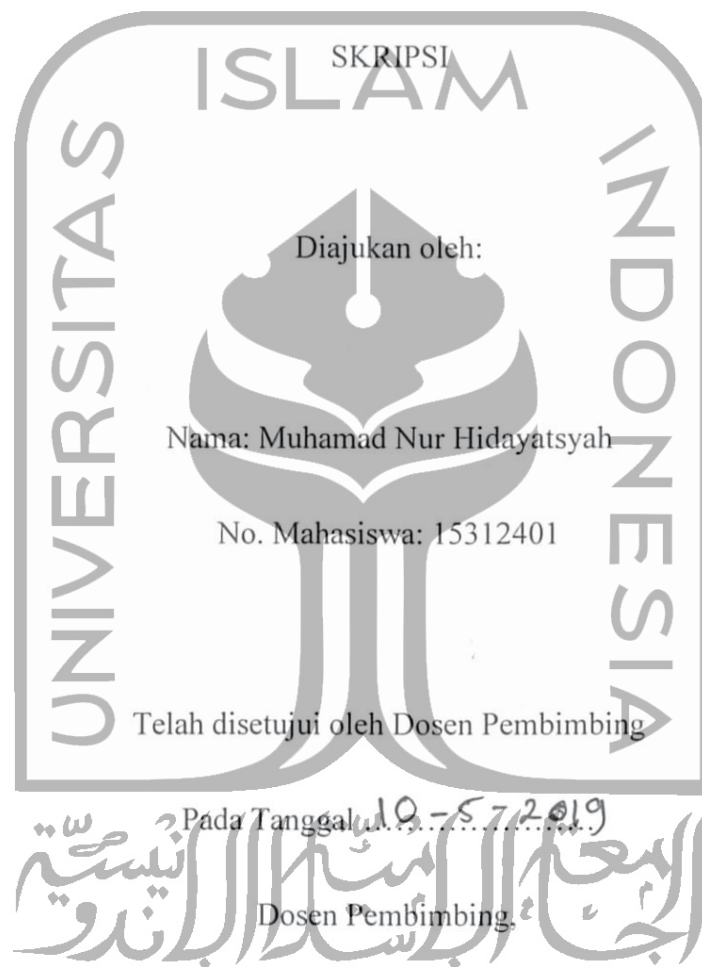 SKRIPSI
UNIVERSITAS
ISLAM
INDONESIA
Diajukan oleh:
Nama: Muhamad Nur Hidayatsyah
No. Mahasiswa: 15312401
Telah disetujui oleh Dosen Pembimbing
Pada Tanggal 10 - 5 - 2019
Dosen Pembimbing,